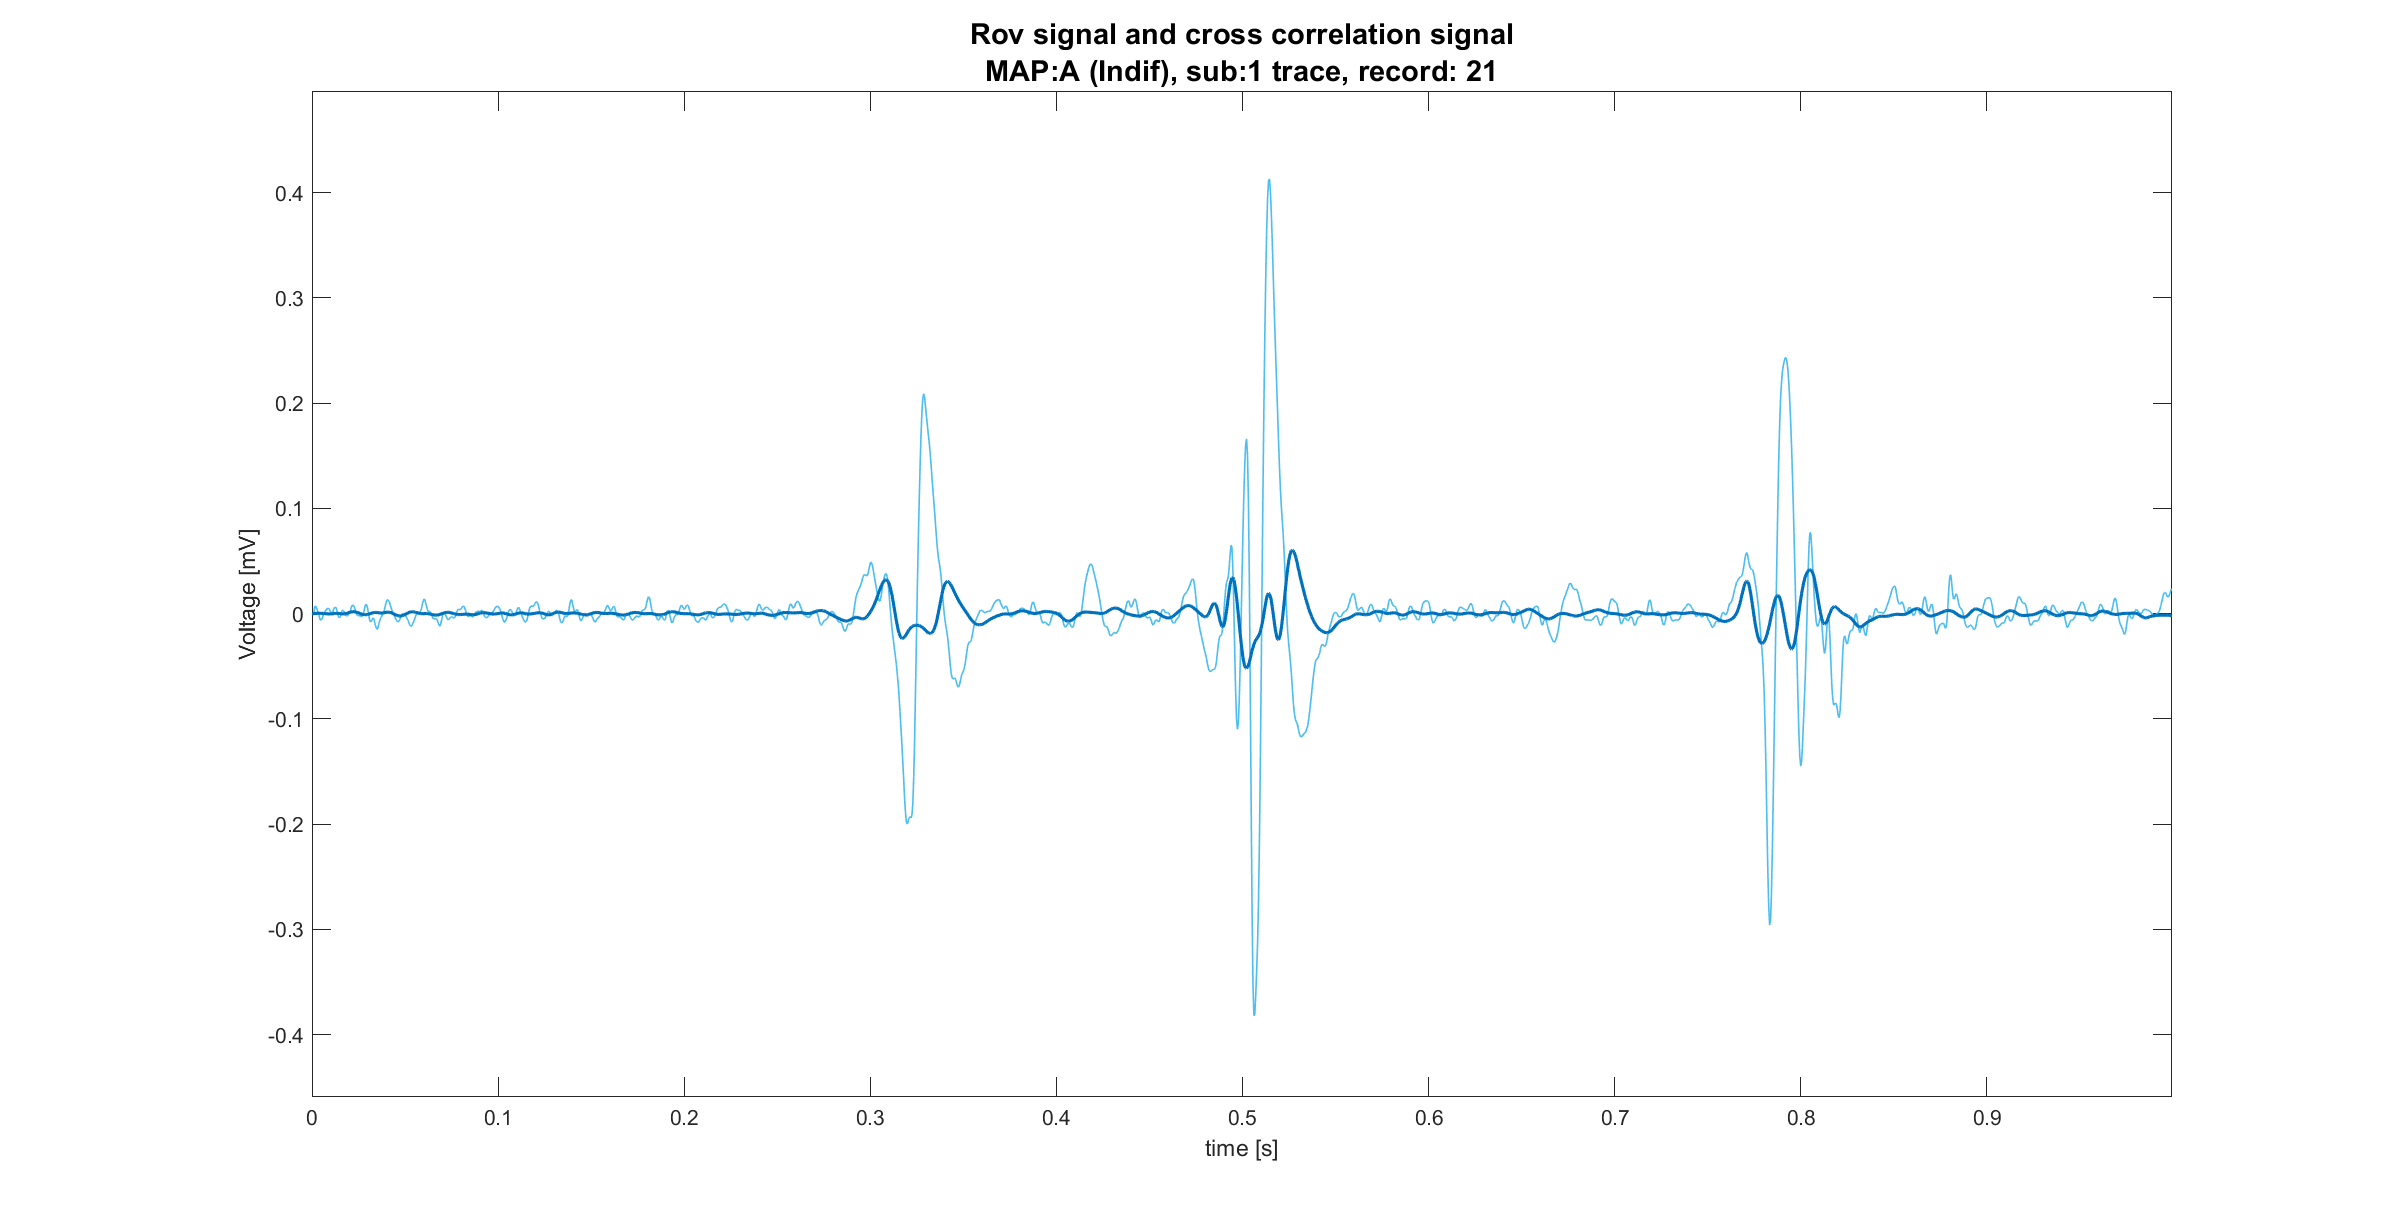 Rov signal and cross correlation signal
MAP:A (Indif), sub:1 trace, record: 21
Voltage [mV]
0.4
0.3
0.2
0.1
0
-0.1
-0.2
-0.3
-0.4
0 0.1 0.2 0.3 0.4 0.5 0.6 0.7 0.8 0.9
time [s]